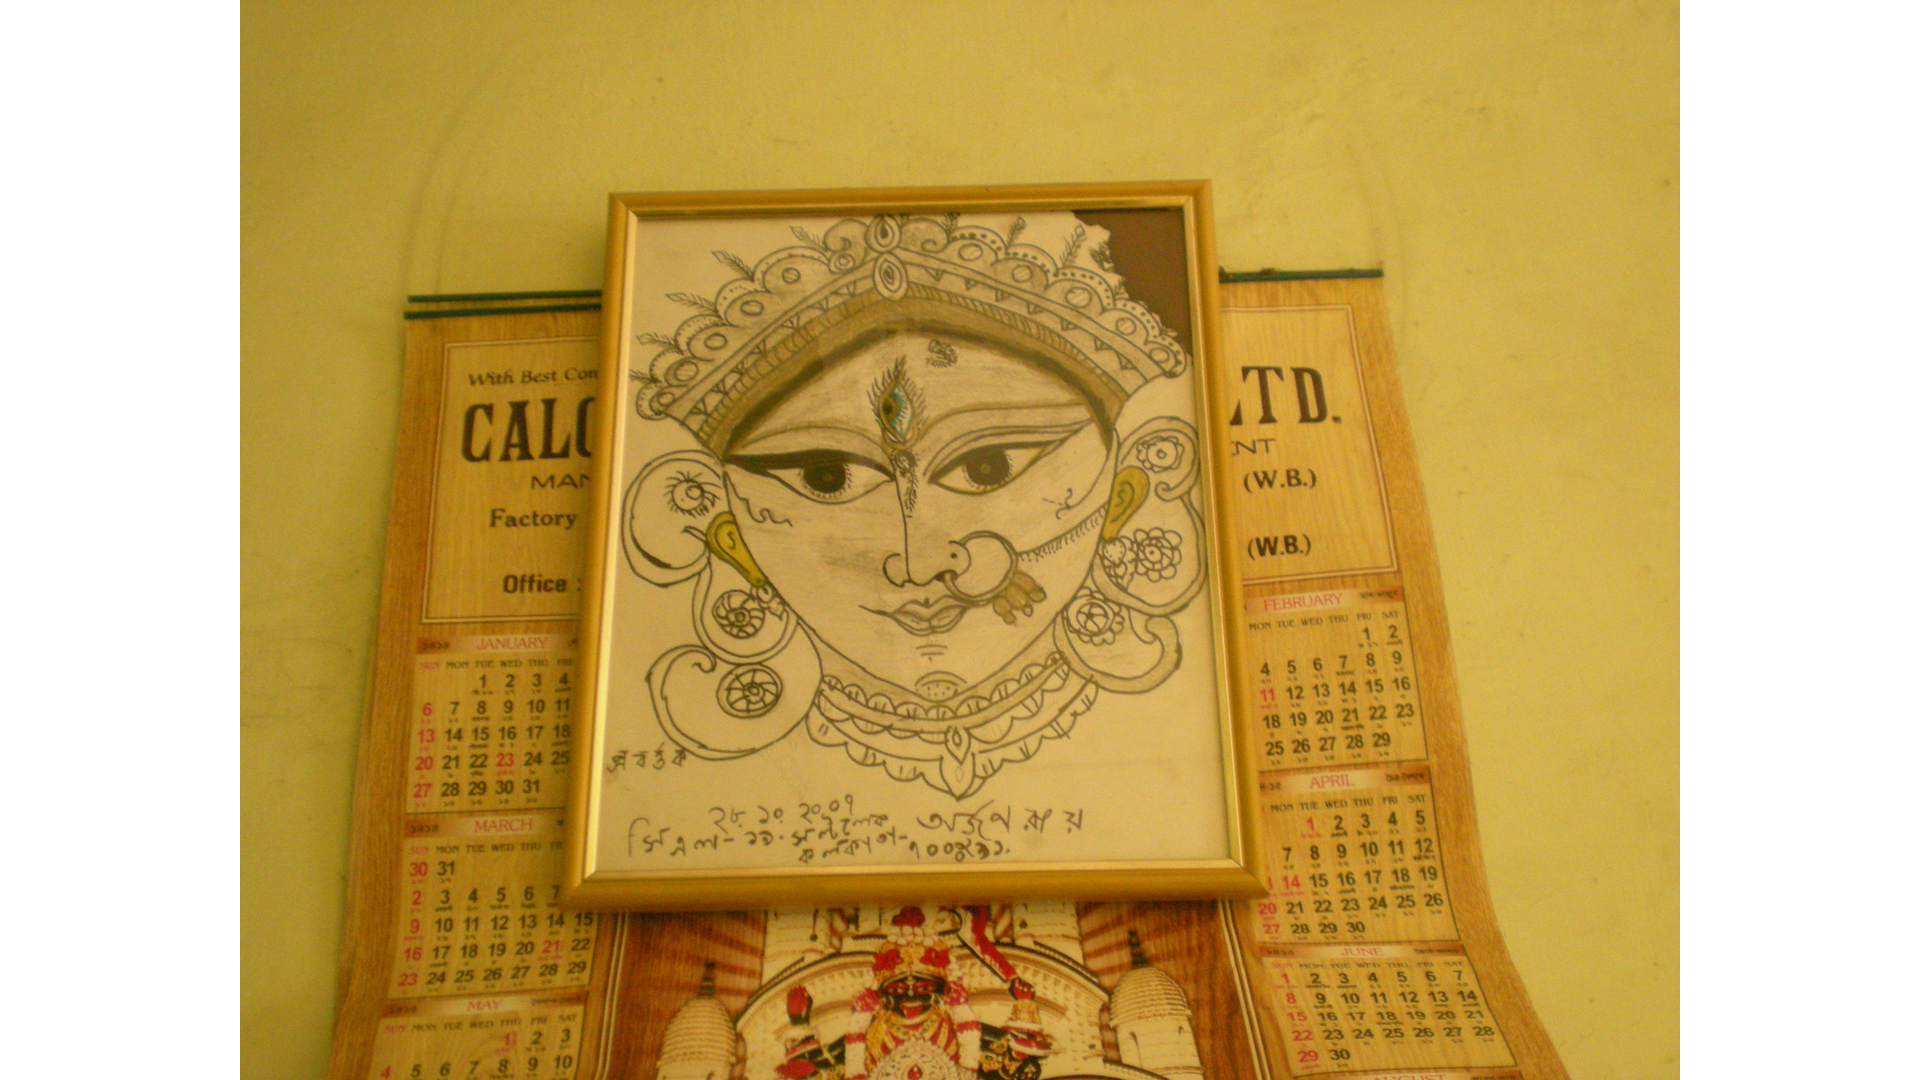 With Best Com
CALC
MAN
Factory
Office :
LTD.
ENT
(W.B.)
(W.B.)
JANUARY
SUN MON TUE WED THU FRI
1 2 3 4
6 7 8 9 10 11
13 14 15 16 17 18
20 21 22 23 24 25
27 28 29 30 31
MARCH
SUN MON TUE WED THU FRI
30 31
2 3 4 5 6 7
9 10 11 12 13 14 15
16 17 18 19 20 21 22
23 24 25 26 27 28 29
MAY
SUN MON TUE WED THU FRI SAT
1 2 3
4 5 6 7 8 9 10
FEBRUARY
MON TUE WED THU FRI SAT
1 2
4 5 6 7 8 9
11 12 13 14 15 16
18 19 20 21 22 23
25 26 27 28 29
APRIL
MON TUE WED THU FRI SAT
1 2 3 4 5
7 8 9 10 11 12
14 15 16 17 18 19
20 21 22 23 24 25 26
27 28 29 30
JUNE
SUN MON TUE WED THU FRI SAT
1 2 3 4 5 6 7
8 9 10 11 12 13 14
15 16 17 18 19 20 21
22 23 24 25 26 27 28
29 30
AUGUST
প্রবর্তক
২৮.১০.২০০৭
অর্জুণ রায়
সি এল-১৯. সল্টলেক
কলকাতা-